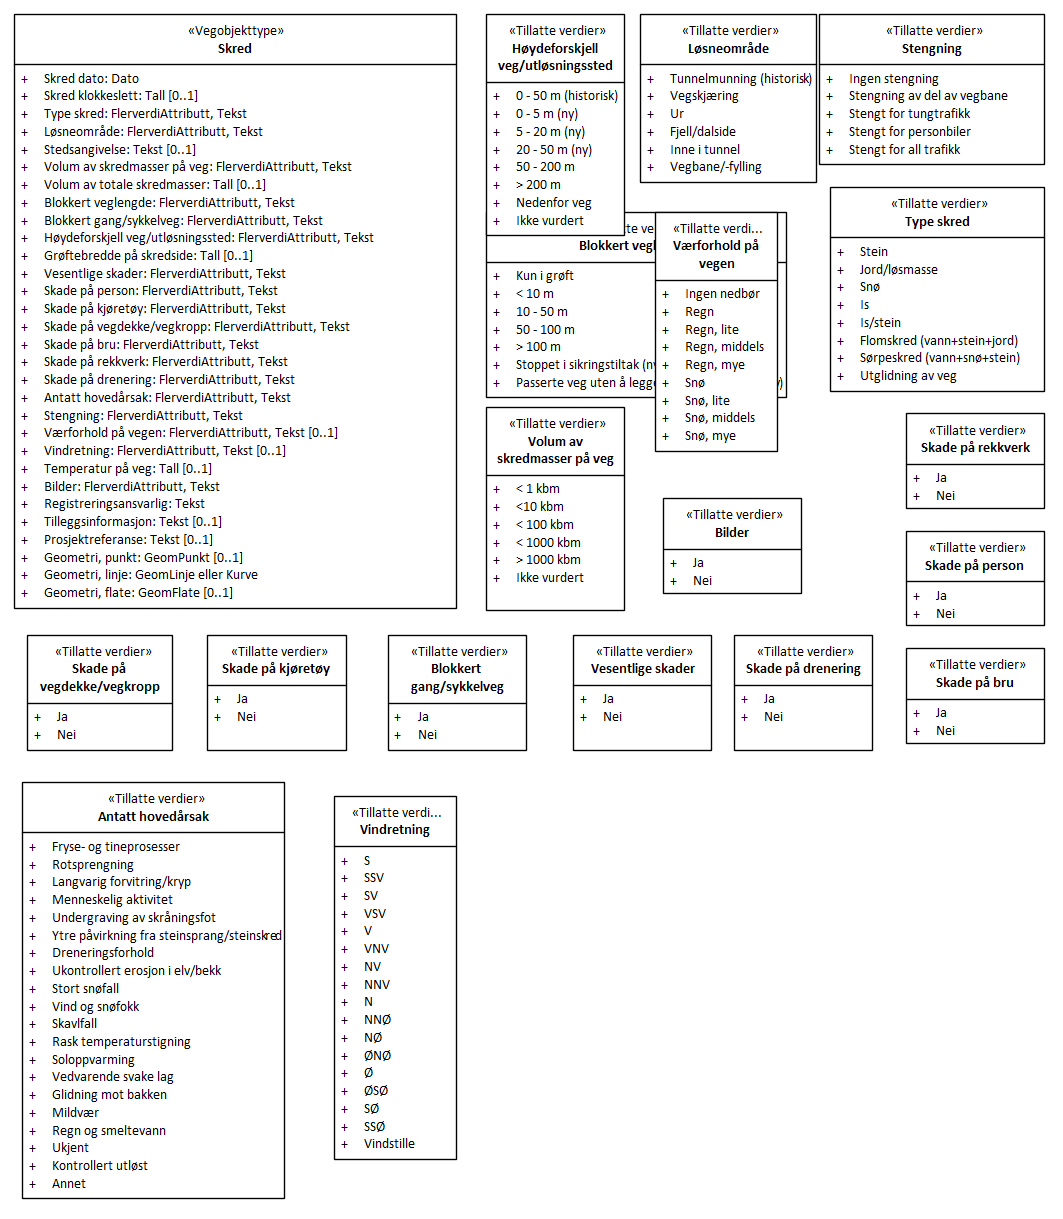 «Vegobjekttype»
Skred
+ Skred dato: Dato
+ Skred klokkeslett: Tall [0..1]
+ Type skred: FlerverdiAttributt, Tekst
+ Løsneområde: FlerverdiAttributt, Tekst
+ Stedsangivelse: Tekst [0..1]
+ Volum av skredmasser på veg: FlerverdiAttributt, Tekst
+ Volum av totale skredmasser: Tall [0..1]
+ Blokkert veglengde: FlerverdiAttributt, Tekst
+ Blokkert gang/sykkelveg: FlerverdiAttributt, Tekst
+ Høydeforskjell veg/utløsningssted: FlerverdiAttributt, Tekst
+ Grøftebredde på skredside: Tall [0..1]
+ Vesentlige skader: FlerverdiAttributt, Tekst
+ Skade på person: FlerverdiAttributt, Tekst
+ Skade på kjøretøy: FlerverdiAttributt, Tekst
+ Skade på vegdekke/vegkropp: FlerverdiAttributt, Tekst
+ Skade på bru: FlerverdiAttributt, Tekst
+ Skade på rekkverk: FlerverdiAttributt, Tekst
+ Skade på drenering: FlerverdiAttributt, Tekst
+ Antatt hovedårsak: FlerverdiAttributt, Tekst
+ Stengning: FlerverdiAttributt, Tekst
+ Værforhold på vegen: FlerverdiAttributt, Tekst [0..1]
+ Vindretning: FlerverdiAttributt, Tekst [0..1]
+ Temperatur på veg: Tall [0..1]
+ Bilder: FlerverdiAttributt, Tekst
+ Registreringsansvarlig: Tekst
+ Tilleggsinformasjon: Tekst [0..1]
+ Prosjektreferanse: Tekst [0..1]
+ Geometri, punkt: GeomPunkt [0..1]
+ Geometri, linje: GeomLinje eller Kurve
+ Geometri, flate: GeomFlate [0..1]
«Tillatte verdier»
Høydeforskjell
veg/utløsningssted
+ 0 - 50 m (historisk)
+ 0 - 5 m (ny)
+ 5 - 20 m (ny)
+ 20 - 50 m (ny)
+ 50 - 200 m
+ > 200 m
+ Nedenfor veg
+ Ikke vurdert
«Tillatte verdier»
Løsneområde
+ Tunnelmunning (historisk)
+ Vegskjæring
+ Ur
+ Fjell/dalside
+ Inne i tunnel
+ Vegbane/-fylling
«Tillatte verdier»
Stengning
+ Ingen stengning
+ Stengning av del av vegbane
+ Stengt for tungtrafikk
+ Stengt for personbiler
+ Stengt for all trafikk
Blokkert
+ Kun i grøft
+ < 10 m
+ 10 - 50 m
+ 50 - 100 m
+ > 100 m
+ Stoppet i sikringstiltak
+ Passerte veg uten å
«Tillatte verdi...
Værforhold på
vegen
+ Ingen nedbør
+ Regn
+ Regn, lite
+ Regn, middels
+ Regn, mye
+ Snø
+ Snø, lite
+ Snø, middels
+ Snø, mye
«Tillatte verdier»
Type skred
+ Stein
+ Jord/løsmasse
+ Snø
+ Is
+ Is/stein
+ Flomskred (vann+stein+jord)
+ Sørpeskred (vann+snø+stein)
+ Utglidning av veg
«Tillatte verdier»
Volum av
skredmasser på veg
+ < 1 kbm
+ <10 kbm
+ < 100 kbm
+ < 1000 kbm
+ > 1000 kbm
+ Ikke vurdert
«Tillatte verdier»
Bilder
+ Ja
+ Nei
«Tillatte verdier»
Skade på rekkverk
+ Ja
+ Nei
«Tillatte verdier»
Skade på person
+ Ja
+ Nei
«Tillatte verdier»
Skade på
vegdekke/vegkropp
+ Ja
+ Nei
«Tillatte verdier»
Skade på kjøretøy
+ Ja
+ Nei
«Tillatte verdier»
Blokkert
gang/sykkelveg
+ Ja
+ Nei
«Tillatte verdier»
Vesentlige skader
+ Ja
+ Nei
«Tillatte verdier»
Skade på drenering
+ Ja
+ Nei
«Tillatte verdier»
Skade på bru
+ Ja
+ Nei
«Tillatte verdier»
Antatt hovedårsak
+ Fryse- og tineprosesser
+ Rotsprengning
+ Langvarig forvitring/kryp
+ Menneskelig aktivitet
+ Undergraving av skråningsfot
+ Ytre påvirkning fra steinsprang/steinskred
+ Dreneringsforhold
+ Ukontrollert erosjon i elv/bekk
+ Stort snøfall
+ Vind og snøfokk
+ Skavlfall
+ Rask temperaturstigning
+ Soloppvarming
+ Vedvarende svake lag
+ Glidning mot bakken
+ Mildvær
+ Regn og smeltevann
+ Ukjent
+ Kontrollert utløst
+ Annet
«Tillatte verdi...
Vindretning
+ S
+ SSV
+ SV
+ VSV
+ V
+ VNV
+ NV
+ NNV
+ N
+ NNØ
+ NØ
+ ØNØ
+ Ø
+ ØSØ
+ SØ
+ SSØ
+ Vindstille